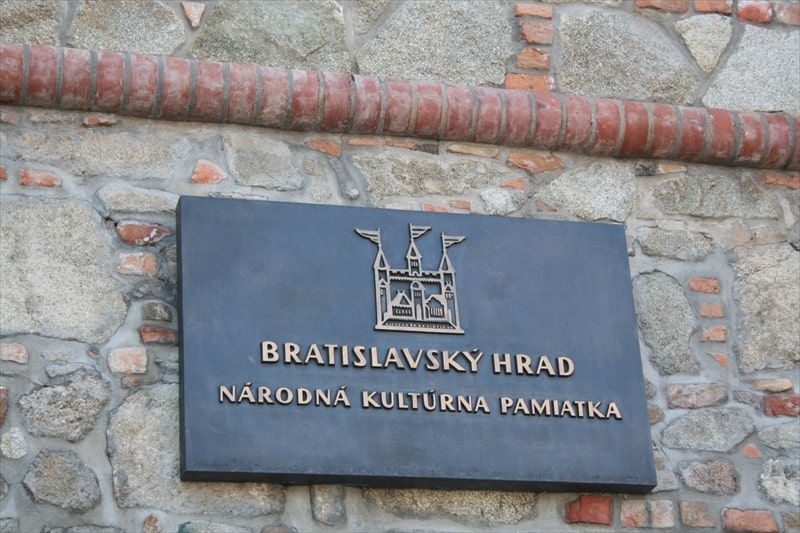 BRATISLAVSKÝ HRAD
NÁRODNÁ KULTÚRNA PAMIATKA